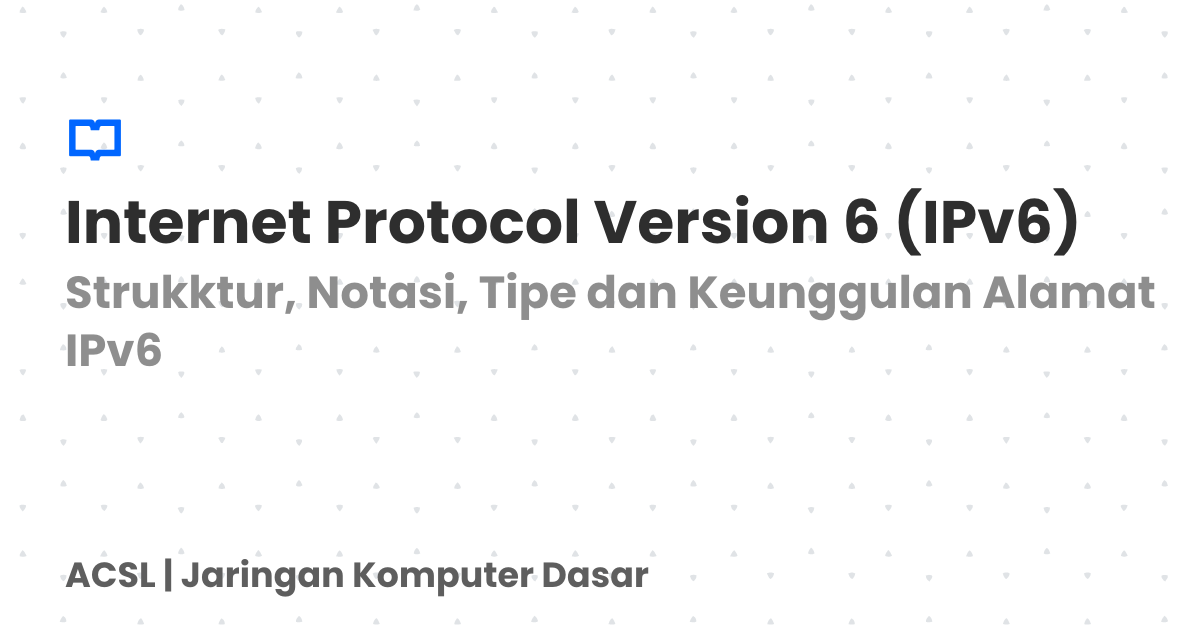 Internet Protocol Version 6 (IPv6)
Strukktur, Notasi, Tipe dan Keunggulan Alamat
IPv6
ACSL | Jaringan Komputer Dasar